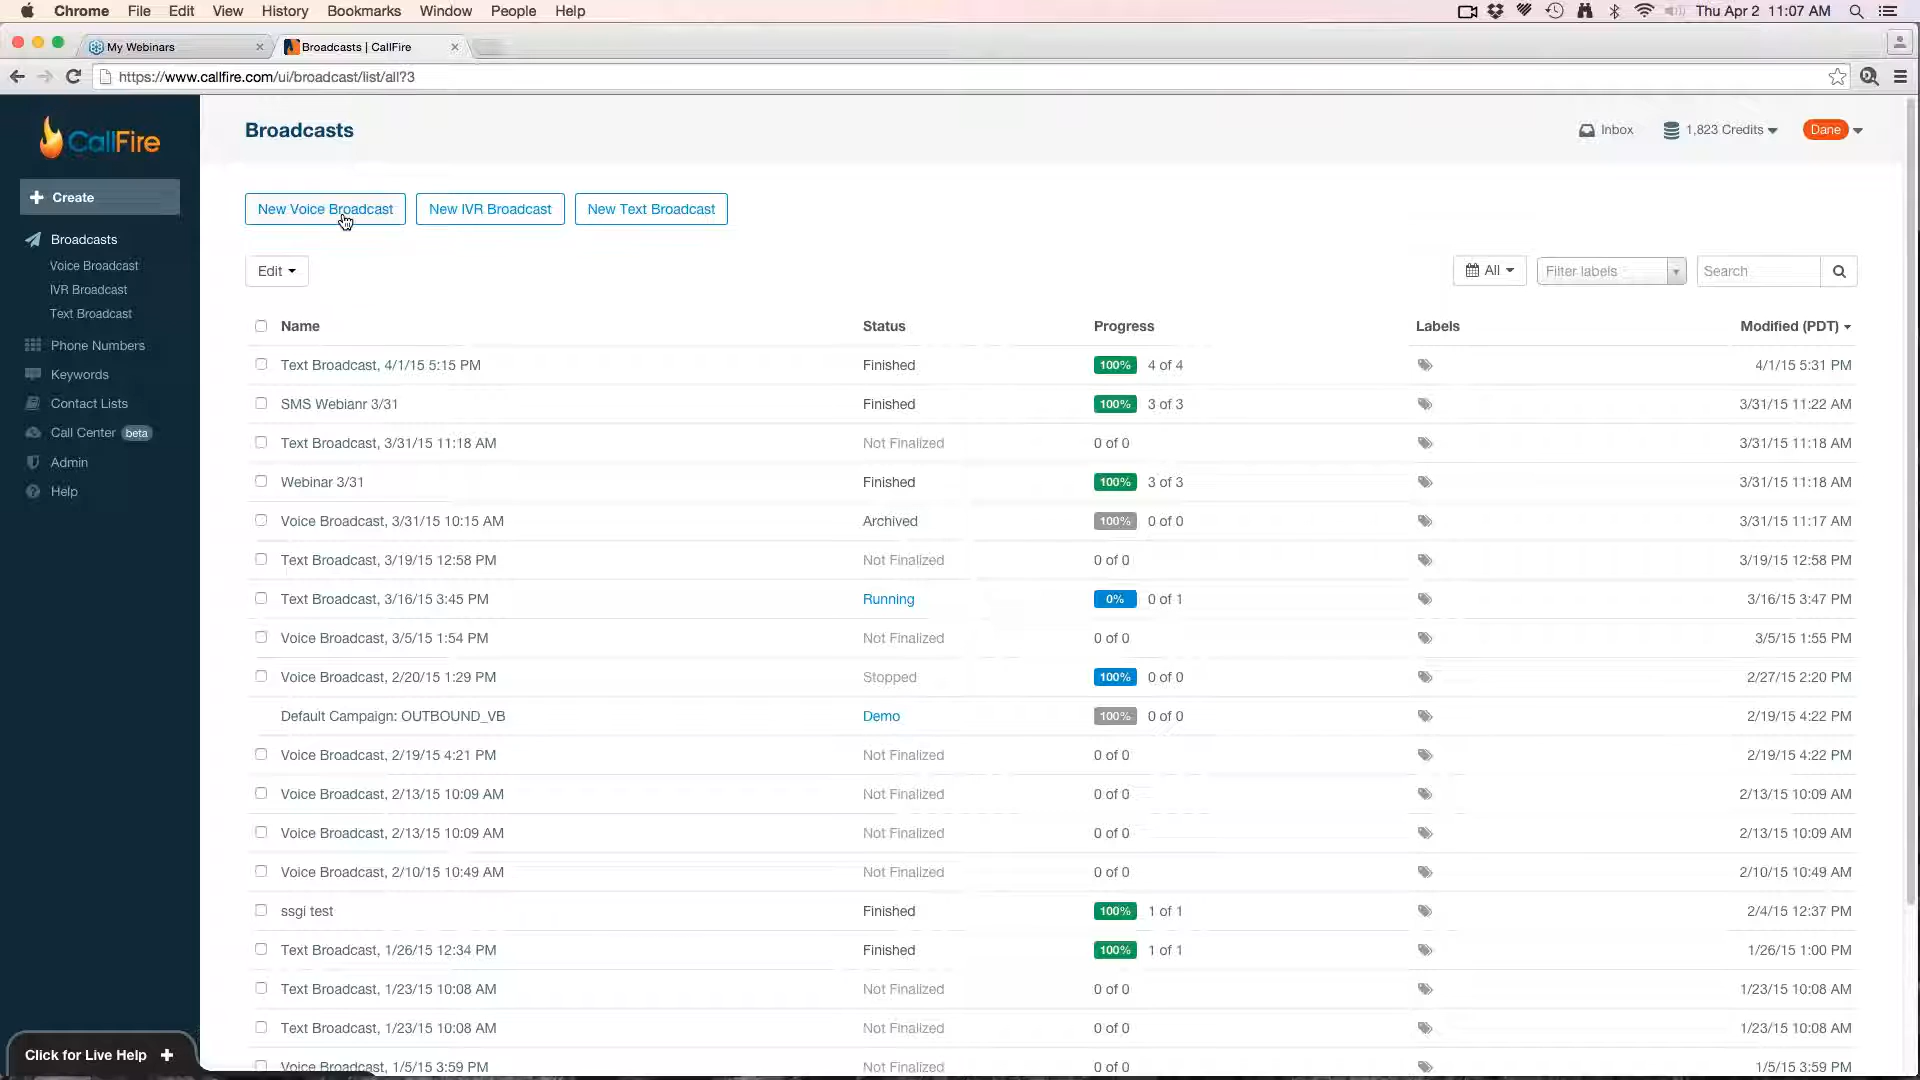 Chrome File Edit View History Bookmarks Window People Help Thu Apr 2 11:07 AM
My Webinars Broadcasts | CallFire
https://www.callfire.com/ui/broadcast/list/all?3
CallFire
Create
Broadcasts
Voice Broadcast
IVR Broadcast
Text Broadcast
Phone Numbers
Keywords
Contact Lists
Call Center beta
Admin
Help
Click for Live Help
Broadcasts
Inbox 1,823 Credits Dane
New Voice Broadcast New IVR Broadcast New Text Broadcast
Edit All Filter labels Search
Name Status Progress Labels Modified (PDT)
Text Broadcast, 4/1/15 5:15 PM Finished 100% 4 of 4 4/1/15 5:31 PM
SMS Webianr 3/31 Finished 100% 3 of 3 3/31/15 11:22 AM
Text Broadcast, 3/31/15 11:18 AM Not Finalized 0 of 0 3/31/15 11:18 AM
Webinar 3/31 Finished 100% 3 of 3 3/31/15 11:18 AM
Voice Broadcast, 3/31/15 10:15 AM Archived 100% 0 of 0 3/31/15 11:17 AM
Text Broadcast, 3/19/15 12:58 PM Not Finalized 0 of 0 3/19/15 12:58 PM
Text Broadcast, 3/16/15 3:45 PM Running 0% 0 of 1 3/16/15 3:47 PM
Voice Broadcast, 3/5/15 1:54 PM Not Finalized 0 of 0 3/5/15 1:55 PM
Voice Broadcast, 2/20/15 1:29 PM Stopped 100% 0 of 0 2/27/15 2:20 PM
Default Campaign: OUTBOUND_VB Demo 100% 0 of 0 2/19/15 4:22 PM
Voice Broadcast, 2/19/15 4:21 PM Not Finalized 0 of 0 2/19/15 4:22 PM
Voice Broadcast, 2/13/15 10:09 AM Not Finalized 0 of 0 2/13/15 10:09 AM
Voice Broadcast, 2/13/15 10:09 AM Not Finalized 0 of 0 2/13/15 10:09 AM
Voice Broadcast, 2/10/15 10:49 AM Not Finalized 0 of 0 2/10/15 10:49 AM
ssgi test Finished 100% 1 of 1 2/4/15 12:37 PM
Text Broadcast, 1/26/15 12:34 PM Finished 100% 1 of 1 1/26/15 1:00 PM
Text Broadcast, 1/23/15 10:08 AM Not Finalized 0 of 0 1/23/15 10:08 AM
Text Broadcast, 1/23/15 10:08 AM Not Finalized 0 of 0 1/23/15 10:08 AM
Voice Broadcast, 1/5/15 3:59 PM Not Finalized 0 of 0 1/5/15 3:59 PM